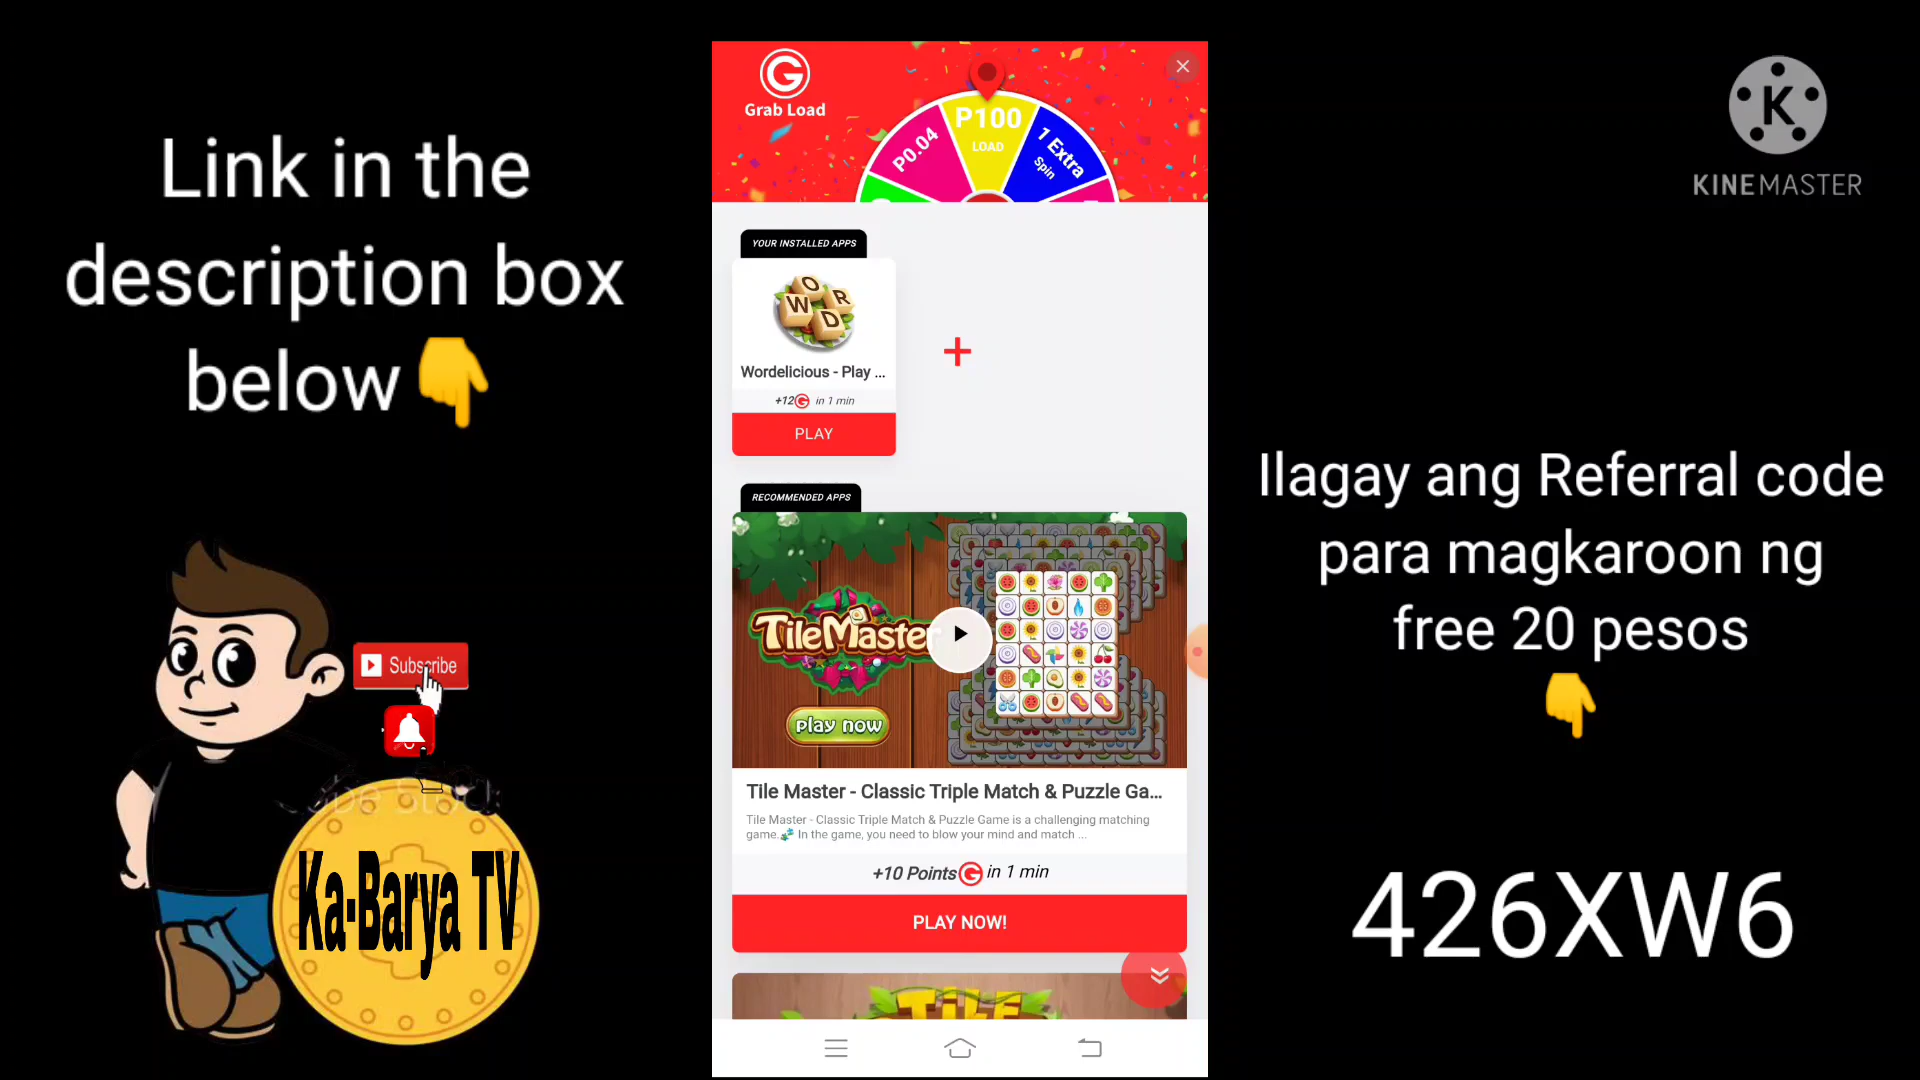 Link in the
description box
below👇
Subscribe
Ka-Barya TV
G
Grab Load
P0.04
P100
LOAD
1 Extra
Spin
YOUR INSTALLED APPS
W O R D
Wordelicious - Play ...
+12G in 1 min
PLAY
+
RECOMMENDED APPS
TileMaster
play now
Tile Master - Classic Triple Match & Puzzle Ga...
Tile Master - Classic Triple Match & Puzzle Game is a challenging matching
game.🧩 In the game, you need to blow your mind and match ...
+10 Points G in 1 min
PLAY NOW!
TILE
K
KINEMASTER
Ilagay ang Referral code
para magkaroon ng
free 20 pesos
👇
426XW6